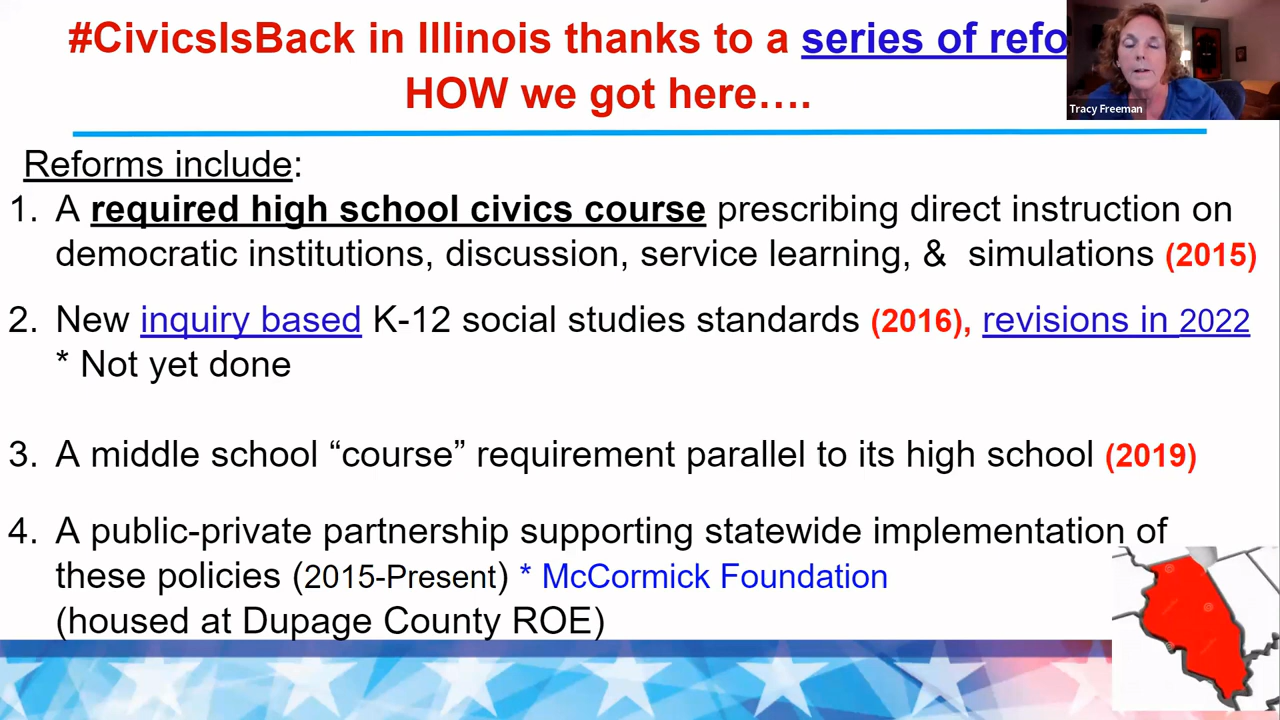 #CivicsIsBack in Illinois thanks to a series of refo
HOW we got here….
Tracy Freeman
Reforms include:
1. A required high school civics course prescribing direct instruction on
democratic institutions, discussion, service learning, & simulations (2015)
2. New inquiry based K-12 social studies standards (2016), revisions in 2022
* Not yet done
3. A middle school “course” requirement parallel to its high school (2019)
4. A public-private partnership supporting statewide implementation of
these policies (2015-Present) * McCormick Foundation
(housed at Dupage County ROE)